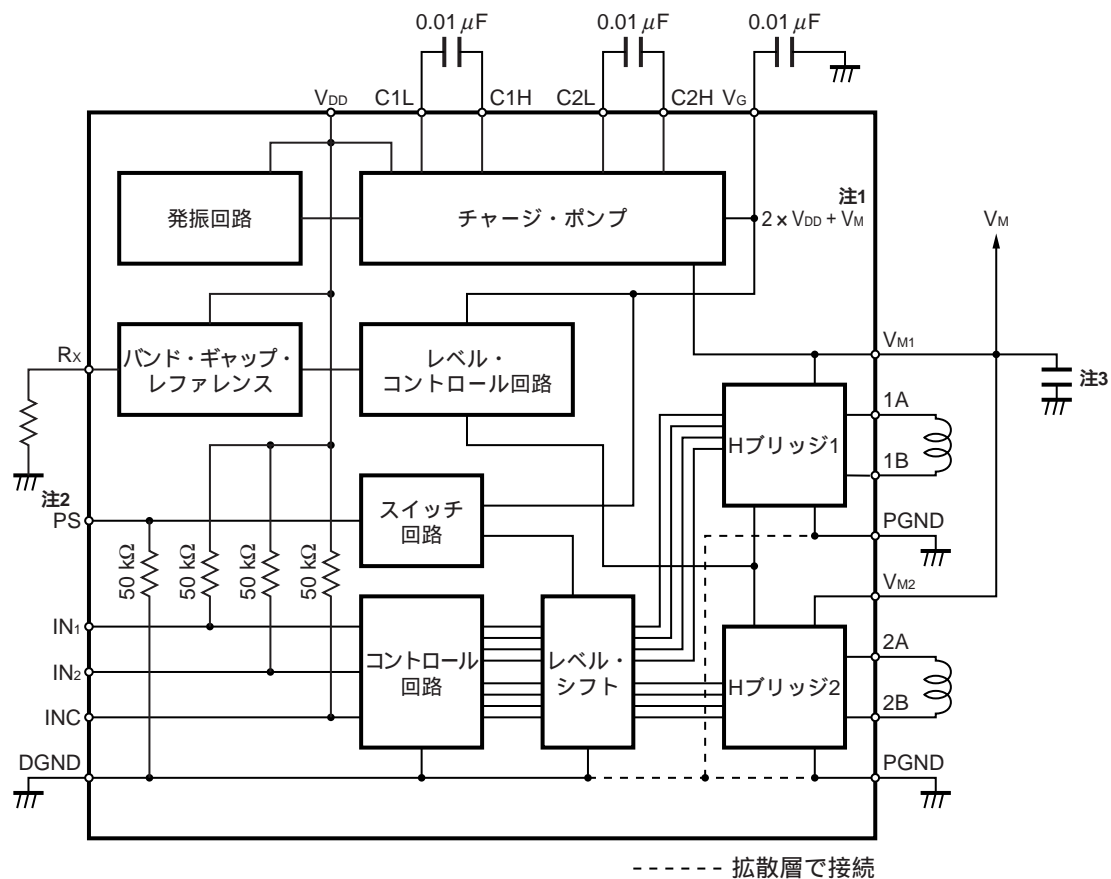 0.01 μF 0.01 μF 0.01 μF
VDD C1L C1H C2L C2H VG
発振回路
チャージ・ポンプ
注1
2 × VDD + VM
VM
RX
バンド・ギャップ・
レファレンス
レベル・
コントロール回路
VM1
注3
1A
Hブリッジ1
1B
注2
PS
スイッチ
回路
PGND
50 kΩ 50 kΩ 50 kΩ 50 kΩ
VM2
IN1
IN2
INC
コントロール
回路
レベル・
シフト
2A
Hブリッジ2
2B
DGND
PGND
拡散層で接続